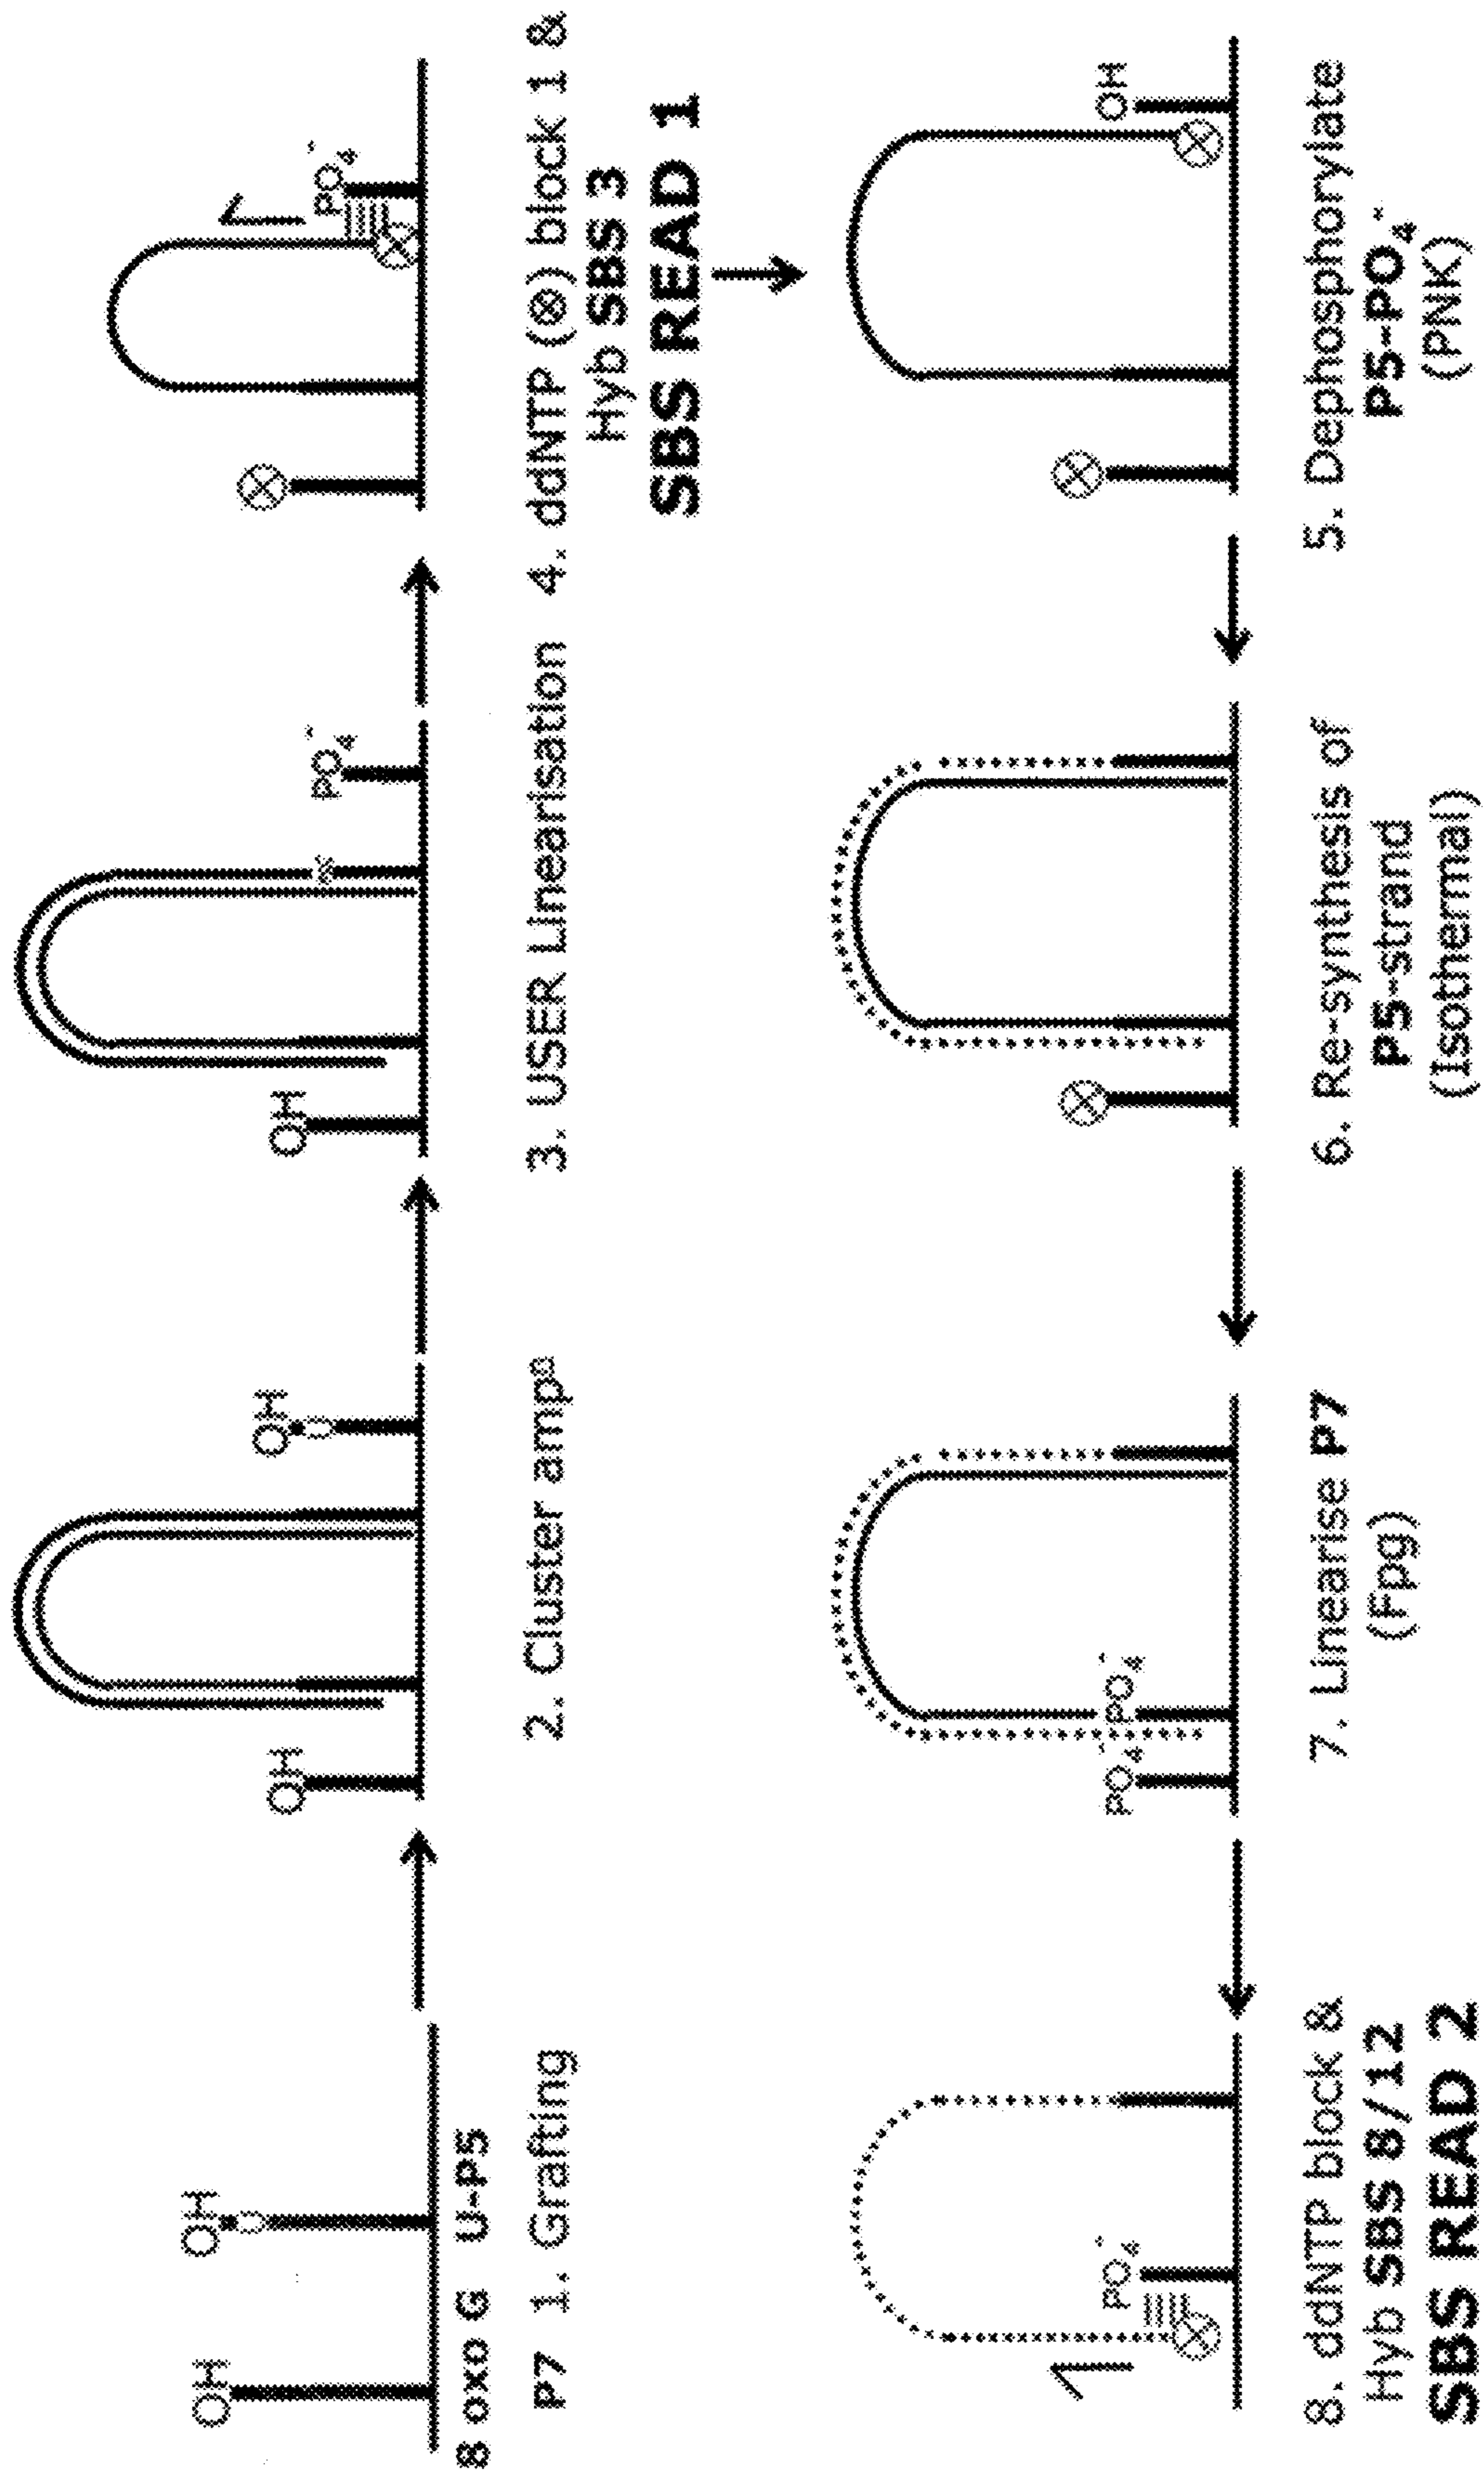 OH
OH
8 oxo G U-P5
P7 1. Grafting
OH
OH
2. Cluster ampⁿ
OH
PO₄⁻
3. USER Linearisation
PO₄⁻
4. ddNTP (⊗) block 1 &
Hyb SBS 3
SBS READ 1
OH
5. Dephosphorylate
P5-PO₄⁻
(PNK)
6. Re-synthesis of
P5-strand
(Isothermal)
PO₄⁻
PO₄⁻
7. Linearise P7
(Fpg)
PO₄⁻
8. ddNTP block &
Hyb SBS 8/12
SBS READ 2